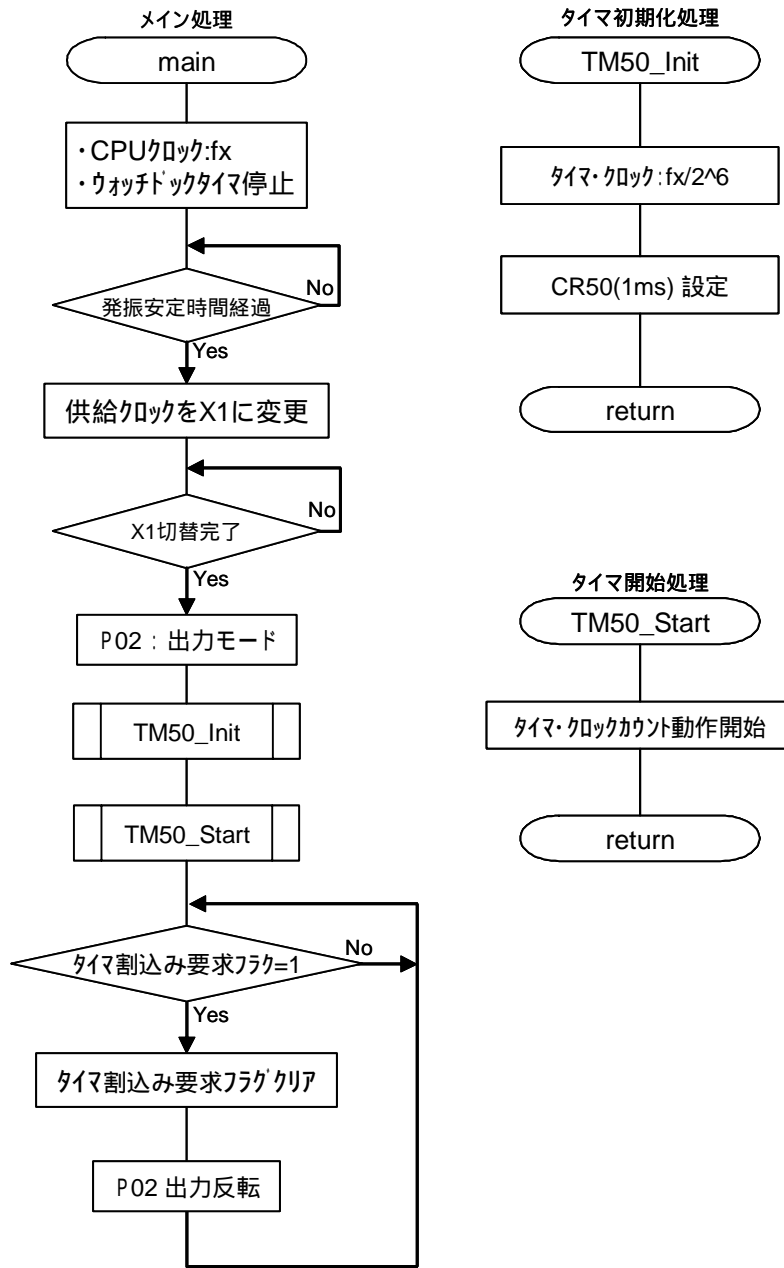 メイン処理
main
・CPUｸﾛｯｸ:fx
・ｳｫｯﾁﾄﾞｯｸﾀｲﾏ停止
No
発振安定時間経過
Yes
供給ｸﾛｯｸをX1に変更
No
X1切替完了
Yes
P02：出力モード
TM50_Init
TM50_Start
No
ﾀｲﾏ割込み要求ﾌﾗｸ=1
Yes
ﾀｲﾏ割込み要求ﾌﾗｸﾞｸﾘｱ
P02 出力反転
タイマ初期化処理
TM50_Init
ﾀｲﾏ･ｸﾛｯｸ:fx/2^6
CR50(1ms) 設定
return
タイマ開始処理
TM50_Start
ﾀｲﾏ･ｸﾛｯｸｶｳﾝﾄ動作開始
return